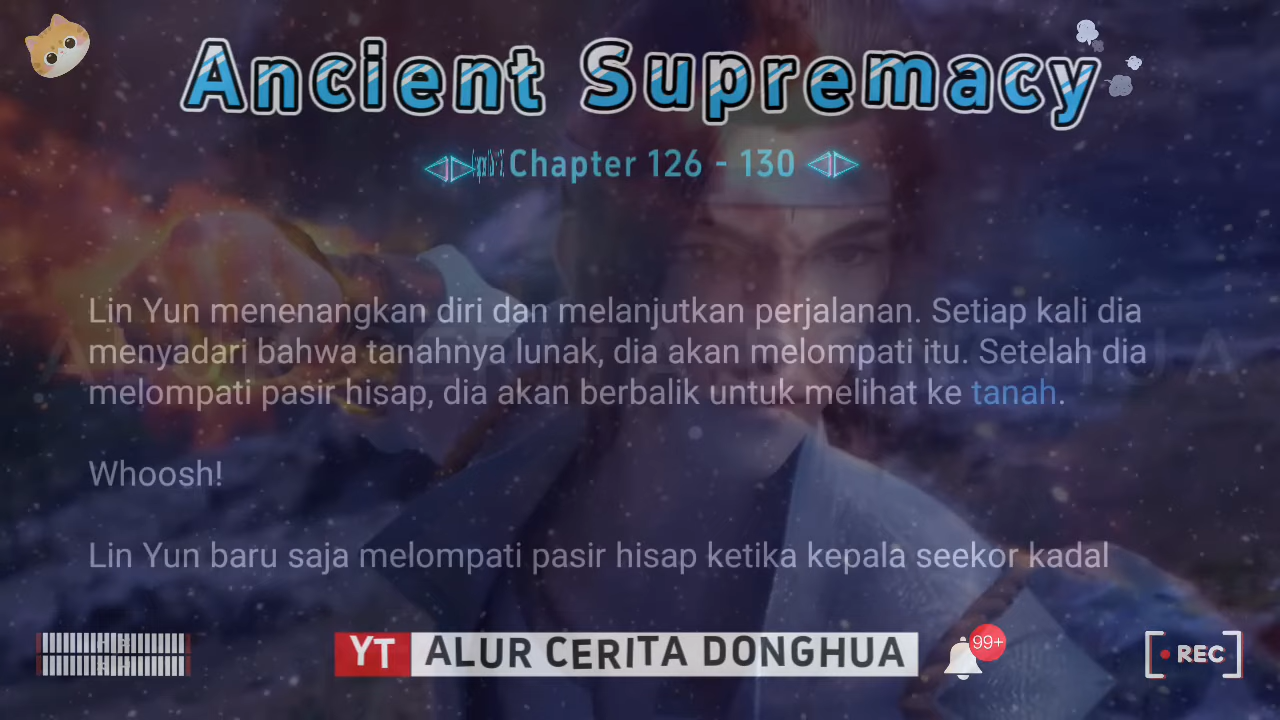 Ancient Supremacy
Chapter 126 - 130
Lin Yun menenangkan diri dan melanjutkan perjalanan. Setiap kali dia
menyadari bahwa tanahnya lunak, dia akan melompati itu. Setelah dia
melompati pasir hisap, dia akan berbalik untuk melihat ke tanah.
Whoosh!
Lin Yun baru saja melompati pasir hisap ketika kepala seekor kadal
YT ALUR CERITA DONGHUA
99+
REC